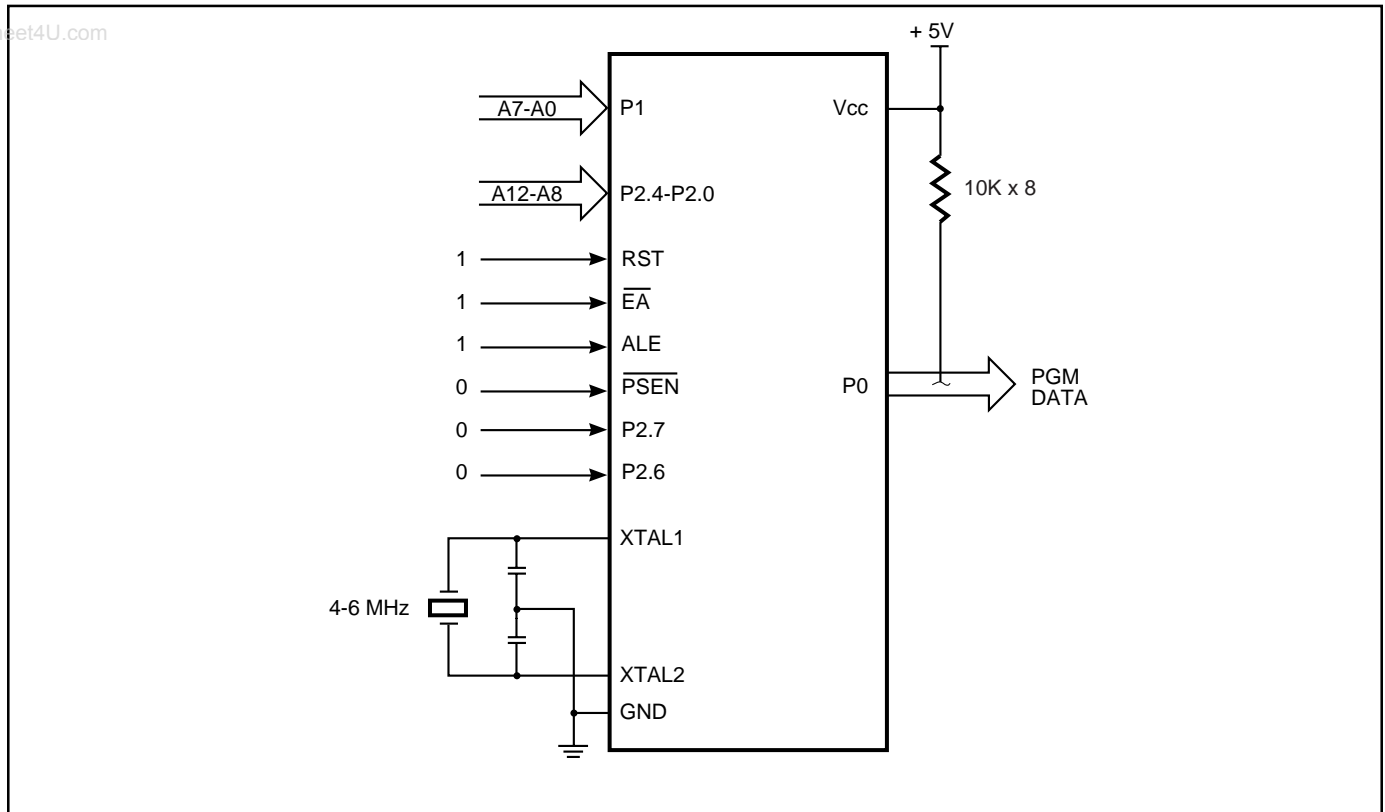 eet4U.com
+ 5V
A7-A0
P1
Vcc
A12-A8
P2.4-P2.0
10K x 8
1
RST
1
EA
1
ALE
0
PSEN
P0
PGM
DATA
0
P2.7
0
P2.6
XTAL1
4-6 MHz
XTAL2
GND